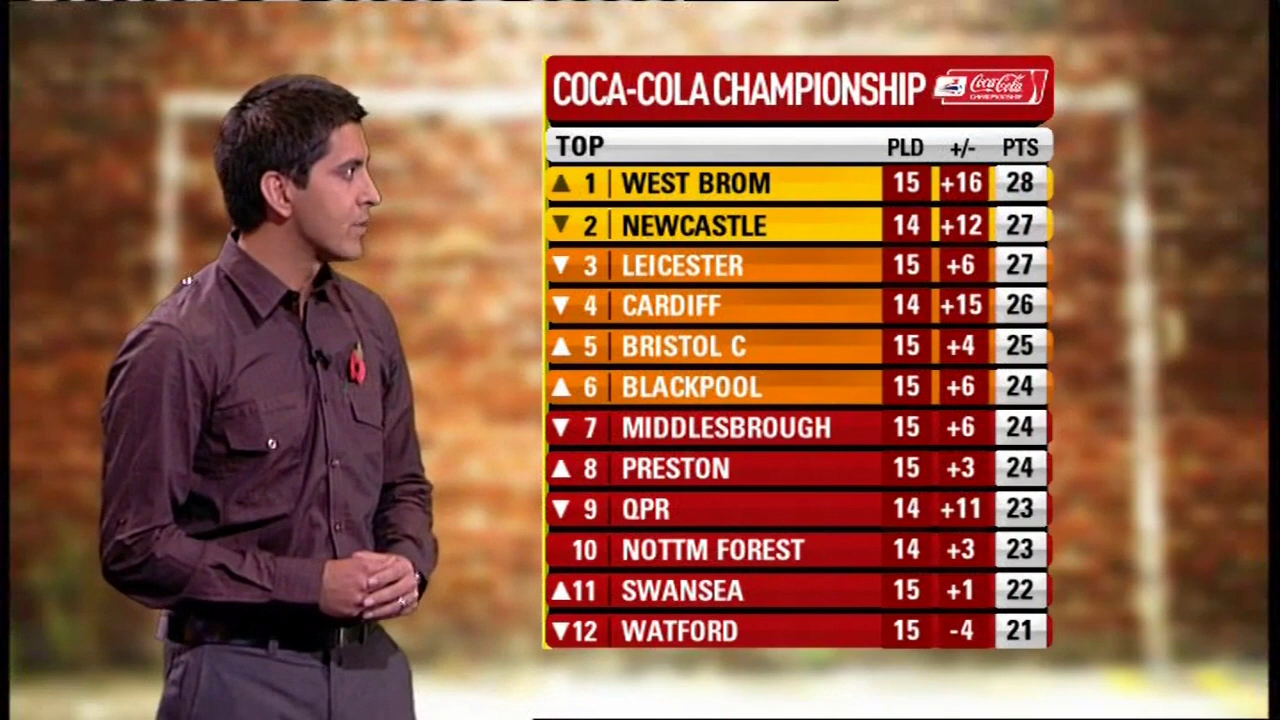 COCA-COLA CHAMPIONSHIP Coca-Cola CHAMPIONSHIP
TOP PLD +/- PTS
1 WEST BROM 15 +16 28
2 NEWCASTLE 14 +12 27
3 LEICESTER 15 +6 27
4 CARDIFF 14 +15 26
5 BRISTOL C 15 +4 25
6 BLACKPOOL 15 +6 24
7 MIDDLESBROUGH 15 +6 24
8 PRESTON 15 +3 24
9 QPR 14 +11 23
10 NOTTM FOREST 14 +3 23
11 SWANSEA 15 +1 22
12 WATFORD 15 -4 21